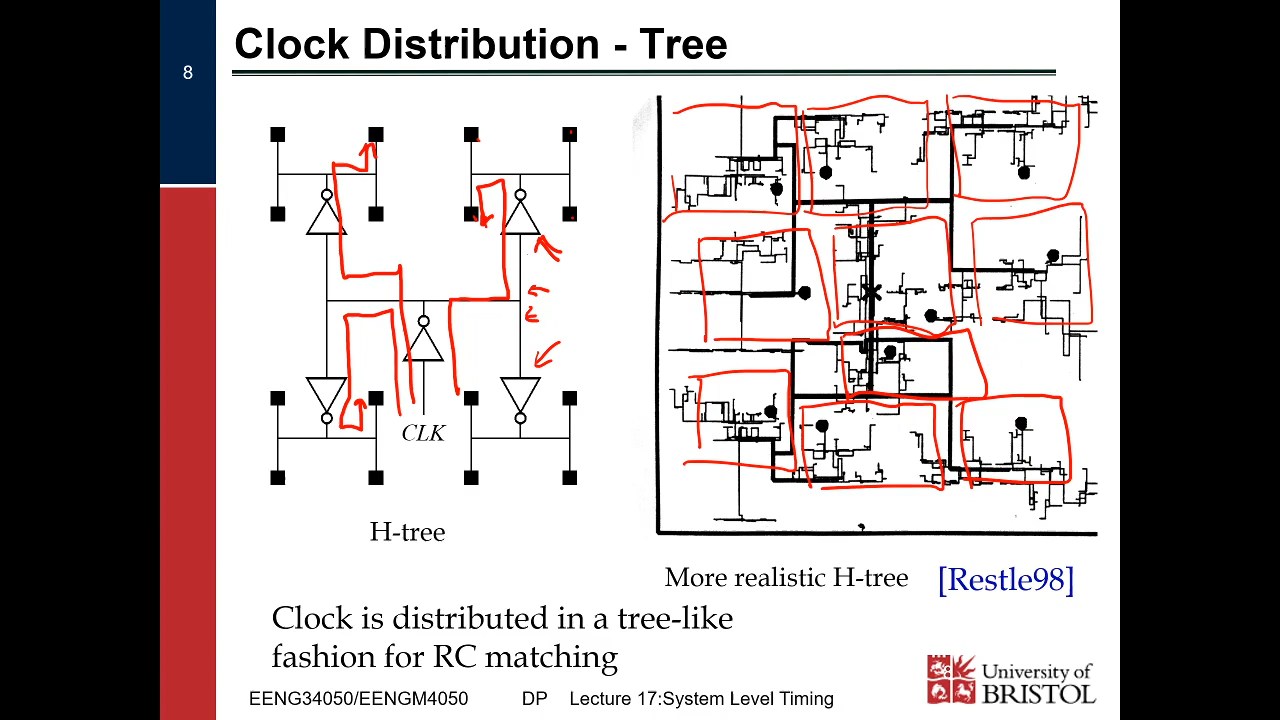 8
Clock Distribution - Tree
CLK
H-tree
More realistic H-tree [Restle98]
Clock is distributed in a tree-like
fashion for RC matching
EENG34050/EENGM4050 DP Lecture 17:System Level Timing
8
University of
BRISTOL